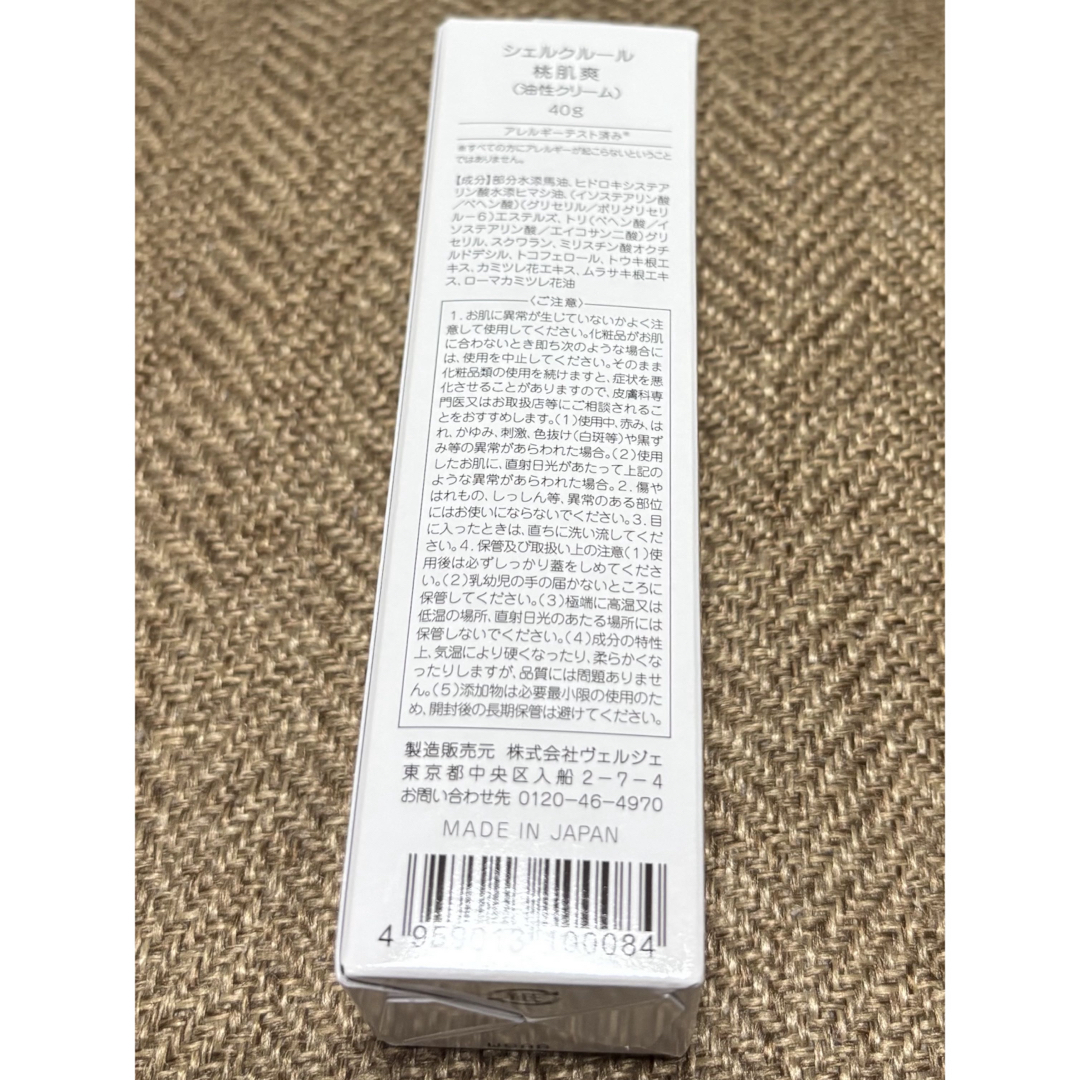 シェルクルール
桃肌爽
(油性クリーム)
40g
アレルギーテスト済み※
※すべての方にアレルギーが起こらないということ
ではありません。
【成分】部分水添馬油、ヒドロキシステア
リン酸水添ヒマシ油、(イソステアリン酸
/ベヘン酸)(グリセリル/ポリグリセリ
ル-6)エステルズ、トリ(ベヘン酸/イ
ソステアリン酸/エイコサン二酸)グリ
セリル、スクワラン、ミリスチン酸オクチ
ルドデシル、トコフェロール、トウキ根エ
キス、カミツレ花エキス、ムラサキ根エキ
ス、ローマカミツレ花油
〈ご注意〉
1.お肌に異常が生じていないかよく注
意して使用してください。化粧品がお肌
に合わないとき即ち次のような場合に
は、使用を中止してください。そのまま
化粧品類の使用を続けますと、症状を悪
化させることがありますので、皮膚科専
門医又はお取扱店等にご相談されるこ
とをおすすめします。(1)使用中、赤み、は
れ、かゆみ、刺激、色抜け(白斑等)や黒ず
み等の異常があらわれた場合。(2)使用
したお肌に、直射日光があたって上記の
ような異常があらわれた場合。2.傷や
はれもの、しっしん等、異常のある部位
にはお使いにならないでください。3.目
に入ったときは、直ちに洗い流してくだ
さい。4.保管及び取扱い上の注意(1)使
用後は必ずしっかり蓋をしめてくださ
い。(2)乳幼児の手の届かないところに
保管してください。(3)極端に高温又は
低温の場所、直射日光のあたる場所には
保管しないでください。(4)成分の特性
上、気温により硬くなったり、柔らかくな
ったりしますが、品質には問題ありませ
ん。(5)添加物は必要最小限の使用のた
め、開封後の長期保管は避けてください。
製造販売元 株式会社ヴェルジェ
東京都中央区入船2-7-4
お問い合わせ先 0120-46-4970
MADE IN JAPAN